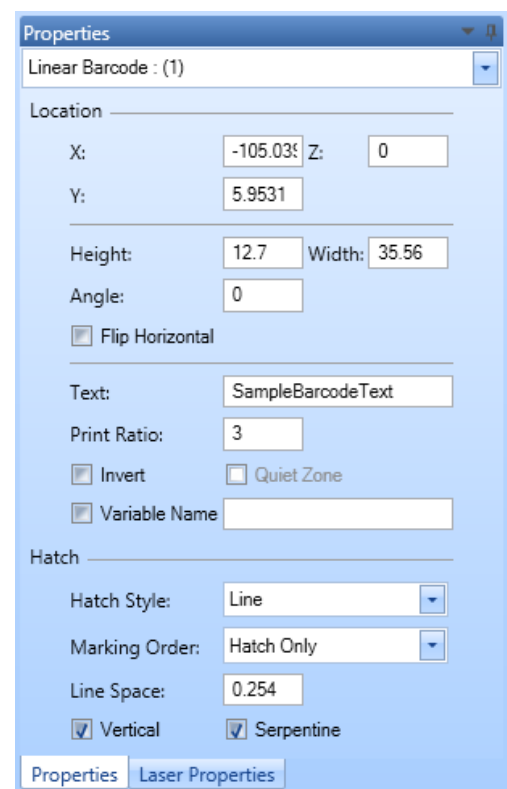 Properties
Linear Barcode : (1)
Location
X: -105.039 Z: 0
Y: 5.9531
Height: 12.7 Width: 35.56
Angle: 0
Flip Horizontal
Text: SampleBarcodeText
Print Ratio: 3
Invert Quiet Zone
Variable Name
Hatch
Hatch Style: Line
Marking Order: Hatch Only
Line Space: 0.254
Vertical Serpentine
Properties Laser Properties